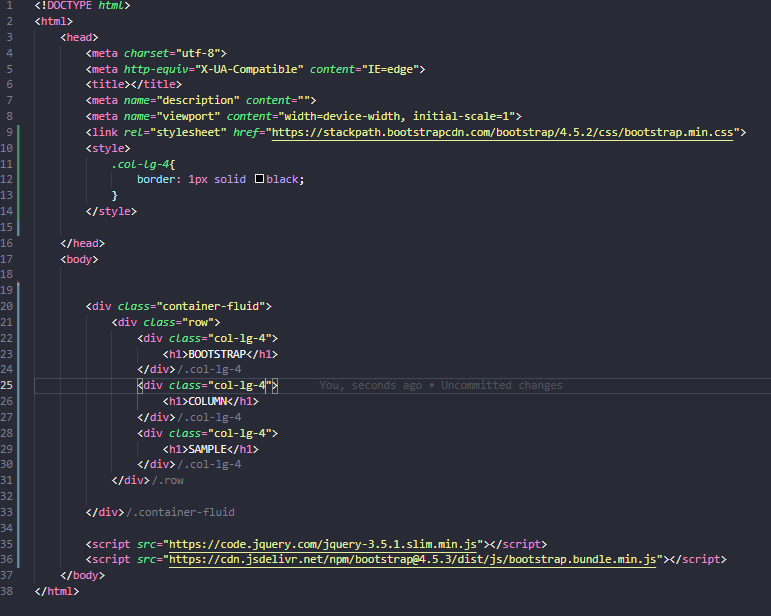 1 <!DOCTYPE html>
2 <html>
3     <head>
4         <meta charset="utf-8">
5         <meta http-equiv="X-UA-Compatible" content="IE=edge">
6         <title></title>
7         <meta name="description" content="">
8         <meta name="viewport" content="width=device-width, initial-scale=1">
9         <link rel="stylesheet" href="https://stackpath.bootstrapcdn.com/bootstrap/4.5.2/css/bootstrap.min.css">
10         <style>
11             .col-lg-4{
12                 border: 1px solid black;
13             }
14         </style>
15
16     </head>
17     <body>
18
19
20         <div class="container-fluid">
21             <div class="row">
22                 <div class="col-lg-4">
23                     <h1>BOOTSTRAP</h1>
24                 </div>/.col-lg-4
25                 <div class="col-lg-4"> You, seconds ago • Uncommitted changes
26                     <h1>COLUMN</h1>
27                 </div>/.col-lg-4
28                 <div class="col-lg-4">
29                     <h1>SAMPLE</h1>
30                 </div>/.col-lg-4
31             </div>/.row
32
33         </div>/.container-fluid
34
35         <script src="https://code.jquery.com/jquery-3.5.1.slim.min.js"></script>
36         <script src="https://cdn.jsdelivr.net/npm/bootstrap@4.5.3/dist/js/bootstrap.bundle.min.js"></script>
37     </body>
38 </html>